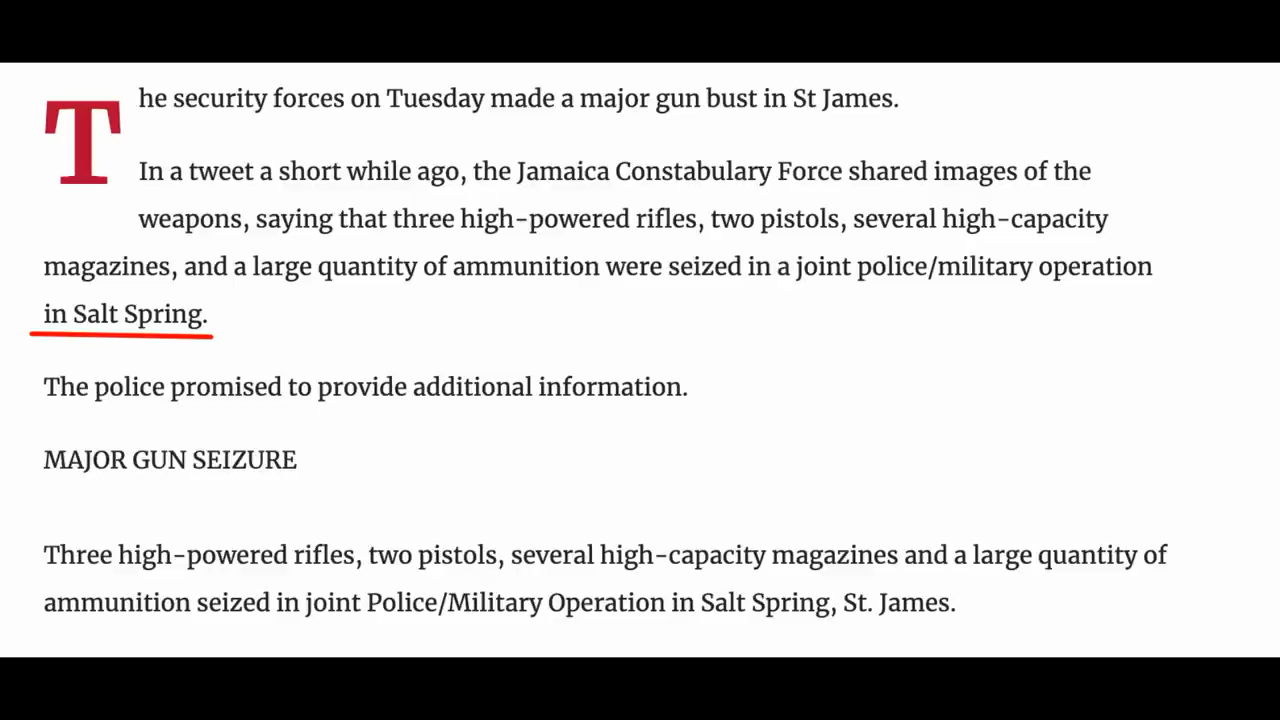 The security forces on Tuesday made a major gun bust in St James.
In a tweet a short while ago, the Jamaica Constabulary Force shared images of the
weapons, saying that three high-powered rifles, two pistols, several high-capacity
magazines, and a large quantity of ammunition were seized in a joint police/military operation
in Salt Spring.
The police promised to provide additional information.
MAJOR GUN SEIZURE
Three high-powered rifles, two pistols, several high-capacity magazines and a large quantity of
ammunition seized in joint Police/Military Operation in Salt Spring, St. James.